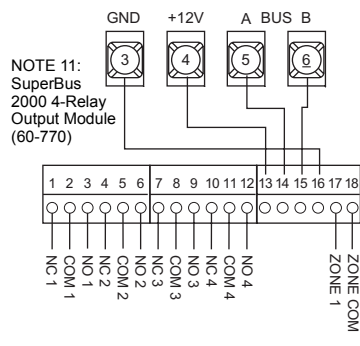 GND +12V A BUS B
3 4 5 6
NOTE 11:
SuperBus
2000 4-Relay
Output Module
(60-770)
1 2 3 4 5 6 7 8 9 10 11 12 13 14 15 16 17 18
NC 1
COM 1
NO 1
NC 2
COM 2
NO 2
NC 3
COM 3
NO 3
NC 4
COM 4
NO 4
ZONE 1
ZONE COM